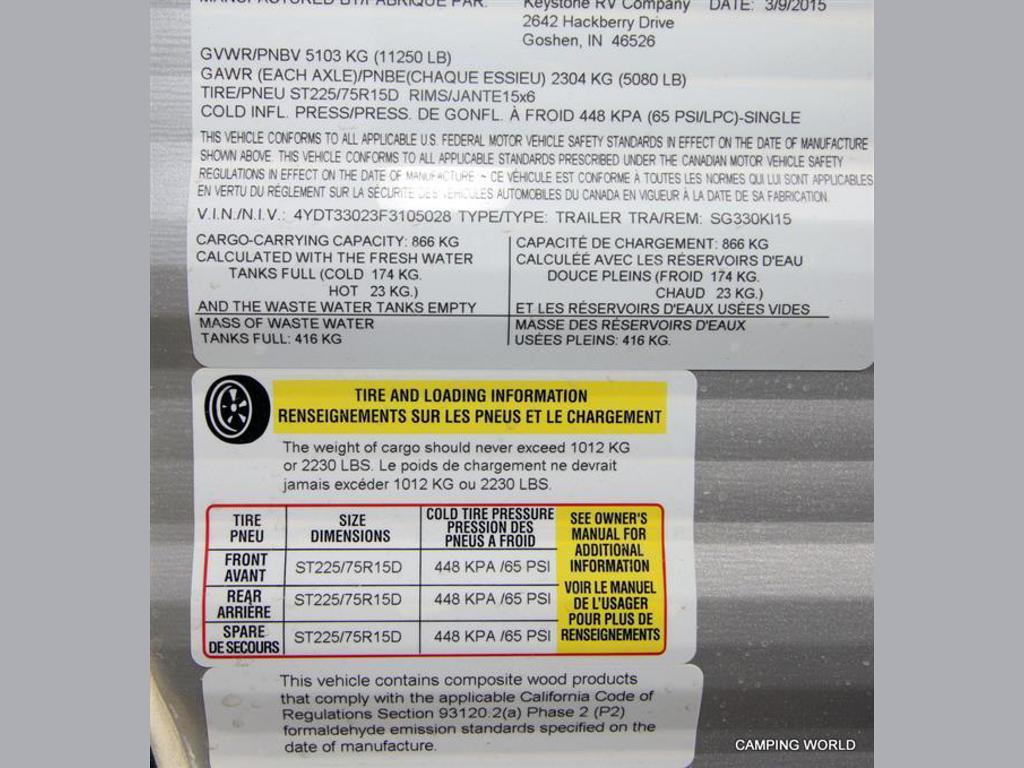 MANUFACTURED BY/FABRIQUÉ PAR: Keystone RV Company DATE: 3/9/2015
2642 Hackberry Drive
Goshen, IN 46526
GVWR/PNBV 5103 KG (11250 LB)
GAWR (EACH AXLE)/PNBE(CHAQUE ESSIEU) 2304 KG (5080 LB)
TIRE/PNEU ST225/75R15D RIMS/JANTE15x6
COLD INFL. PRESS/PRESS. DE GONFL. À FROID 448 KPA (65 PSI/LPC)-SINGLE
THIS VEHICLE CONFORMS TO ALL APPLICABLE U.S. FEDERAL MOTOR VEHICLE SAFETY STANDARDS IN EFFECT ON THE DATE OF MANUFACTURE
SHOWN ABOVE. THIS VEHICLE CONFORMS TO ALL APPLICABLE STANDARDS PRESCRIBED UNDER THE CANADIAN MOTOR VEHICLE SAFETY
REGULATIONS IN EFFECT ON THE DATE OF MANUFACTURE ~ CE VÉHICULE EST CONFORME À TOUTES LES NORMES QUI LUI SONT APPLICABLES
EN VERTU DU RÈGLEMENT SUR LA SÉCURITÉ DES VÉHICULES AUTOMOBILES DU CANADA EN VIGUEUR À LA DATE DE SA FABRICATION.
V.I.N./N.I.V.: 4YDT33023F3105028 TYPE/TYPE: TRAILER TRA/REM: SG330KI15
CARGO-CARRYING CAPACITY: 866 KG
CALCULATED WITH THE FRESH WATER
TANKS FULL (COLD 174 KG.
HOT 23 KG.)
AND THE WASTE WATER TANKS EMPTY
MASS OF WASTE WATER
TANKS FULL: 416 KG
CAPACITÉ DE CHARGEMENT: 866 KG
CALCULÉE AVEC LES RÉSERVOIRS D'EAU
DOUCE PLEINS (FROID 174 KG.
CHAUD 23 KG.)
ET LES RÉSERVOIRS D'EAUX USÉES VIDES
MASSE DES RÉSERVOIRS D'EAUX
USÉES PLEINS: 416 KG.
TIRE AND LOADING INFORMATION
RENSEIGNEMENTS SUR LES PNEUS ET LE CHARGEMENT
The weight of cargo should never exceed 1012 KG
or 2230 LBS. Le poids de chargement ne devrait
jamais excéder 1012 KG ou 2230 LBS.
TIRE
PNEU
SIZE
DIMENSIONS
COLD TIRE PRESSURE
PRESSION DES
PNEUS A FROID
FRONT
AVANT
ST225/75R15D
448 KPA /65 PSI
REAR
ARRIÈRE
ST225/75R15D
448 KPA /65 PSI
SPARE
DE SECOURS
ST225/75R15D
448 KPA /65 PSI
SEE OWNER'S
MANUAL FOR
ADDITIONAL
INFORMATION
VOIR LE MANUEL
DE L'USAGER
POUR PLUS DE
RENSEIGNEMENTS
This vehicle contains composite wood products
that comply with the applicable California Code of
Regulations Section 93120.2(a) Phase 2 (P2)
formaldehyde emission standards specified on the
date of manufacture.
CAMPING WORLD